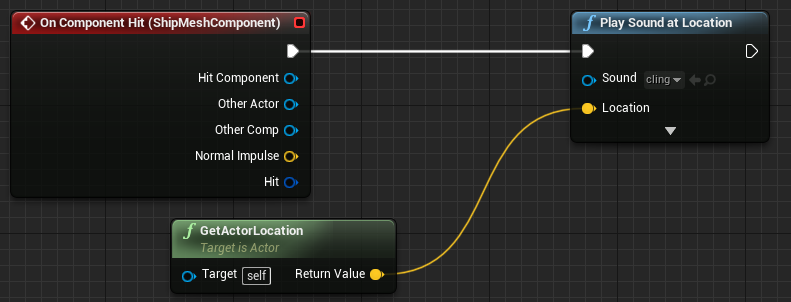 On Component Hit (ShipMeshComponent)
Hit Component
Other Actor
Other Comp
Normal Impulse
Hit
f Play Sound at Location
Sound cling
Location
f GetActorLocation
Target is Actor
Target self Return Value